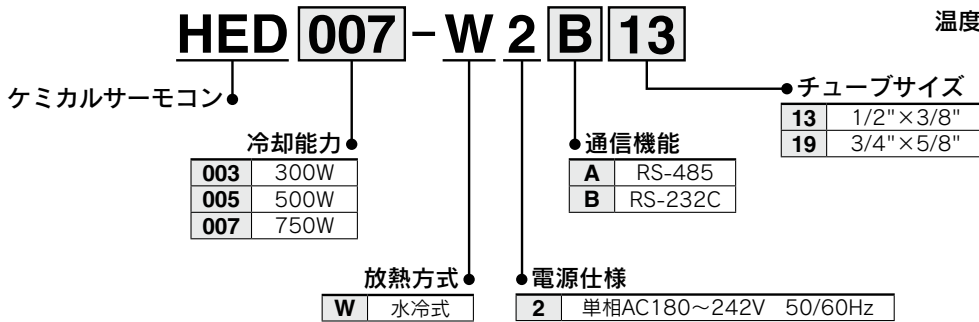 HED 007-W 2 B 13
温度
ケミカルサーモコン
チューブサイズ
13 1/2"×3/8"
19 3/4"×5/8"
冷却能力
003 300W
005 500W
007 750W
通信機能
A RS-485
B RS-232C
放熱方式
W 水冷式
電源仕様
2 単相AC180～242V 50/60Hz